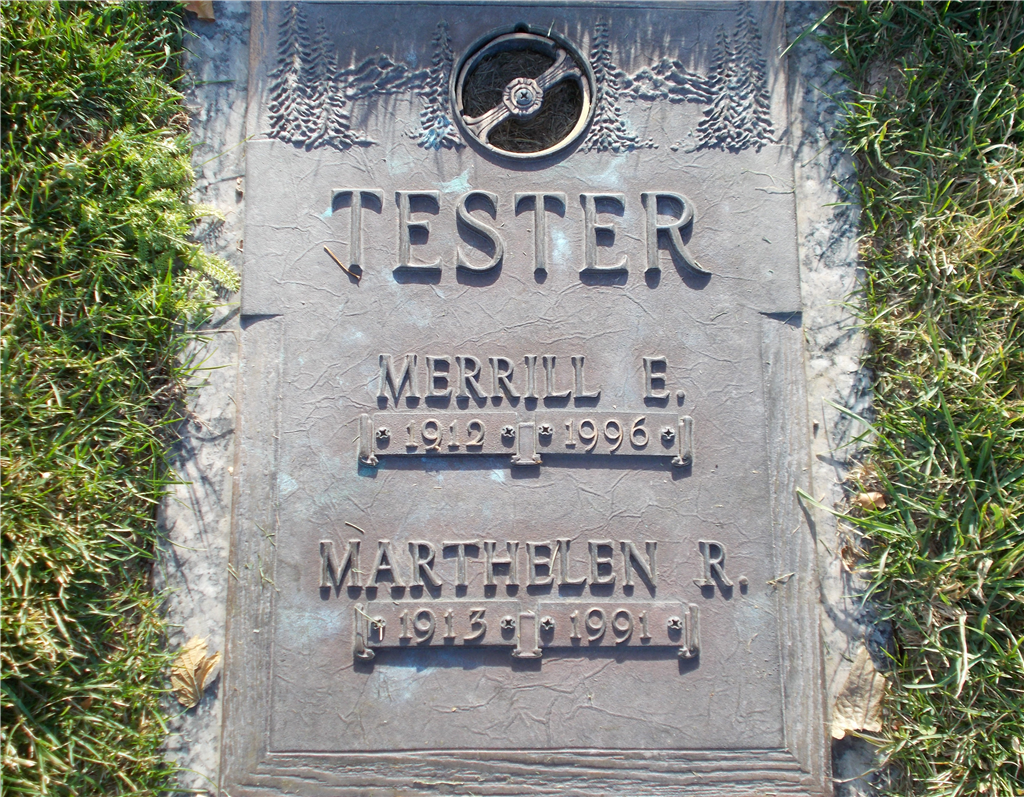 TESTER
MERRILL E.
1912 1996
MARTHELEN R.
1913 1991